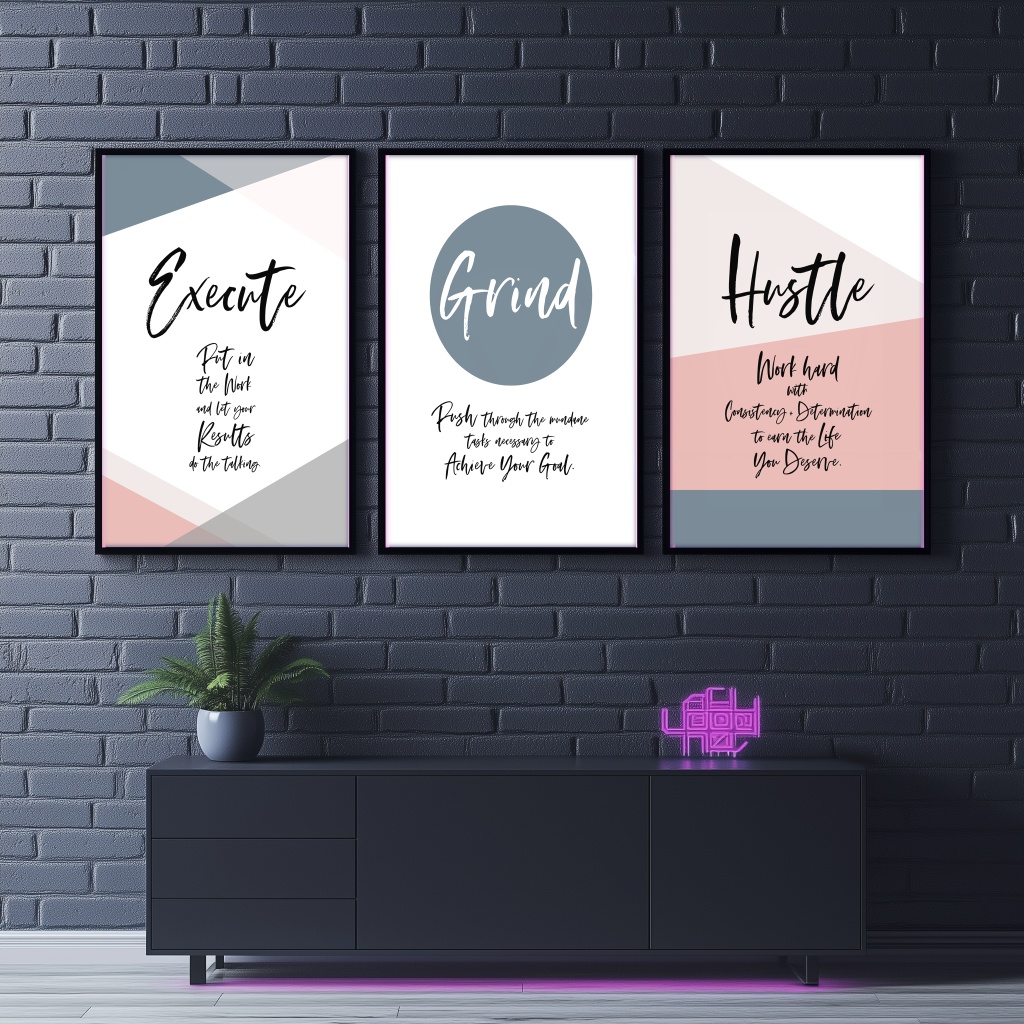 Execute
Put in
the Work
and let your
Results
do the talking.
Grind
Push through the mundane
tasks necessary to
Achieve Your Goal.
Hustle
Work hard
with
Consistency + Determination
to earn the Life
You Deserve.